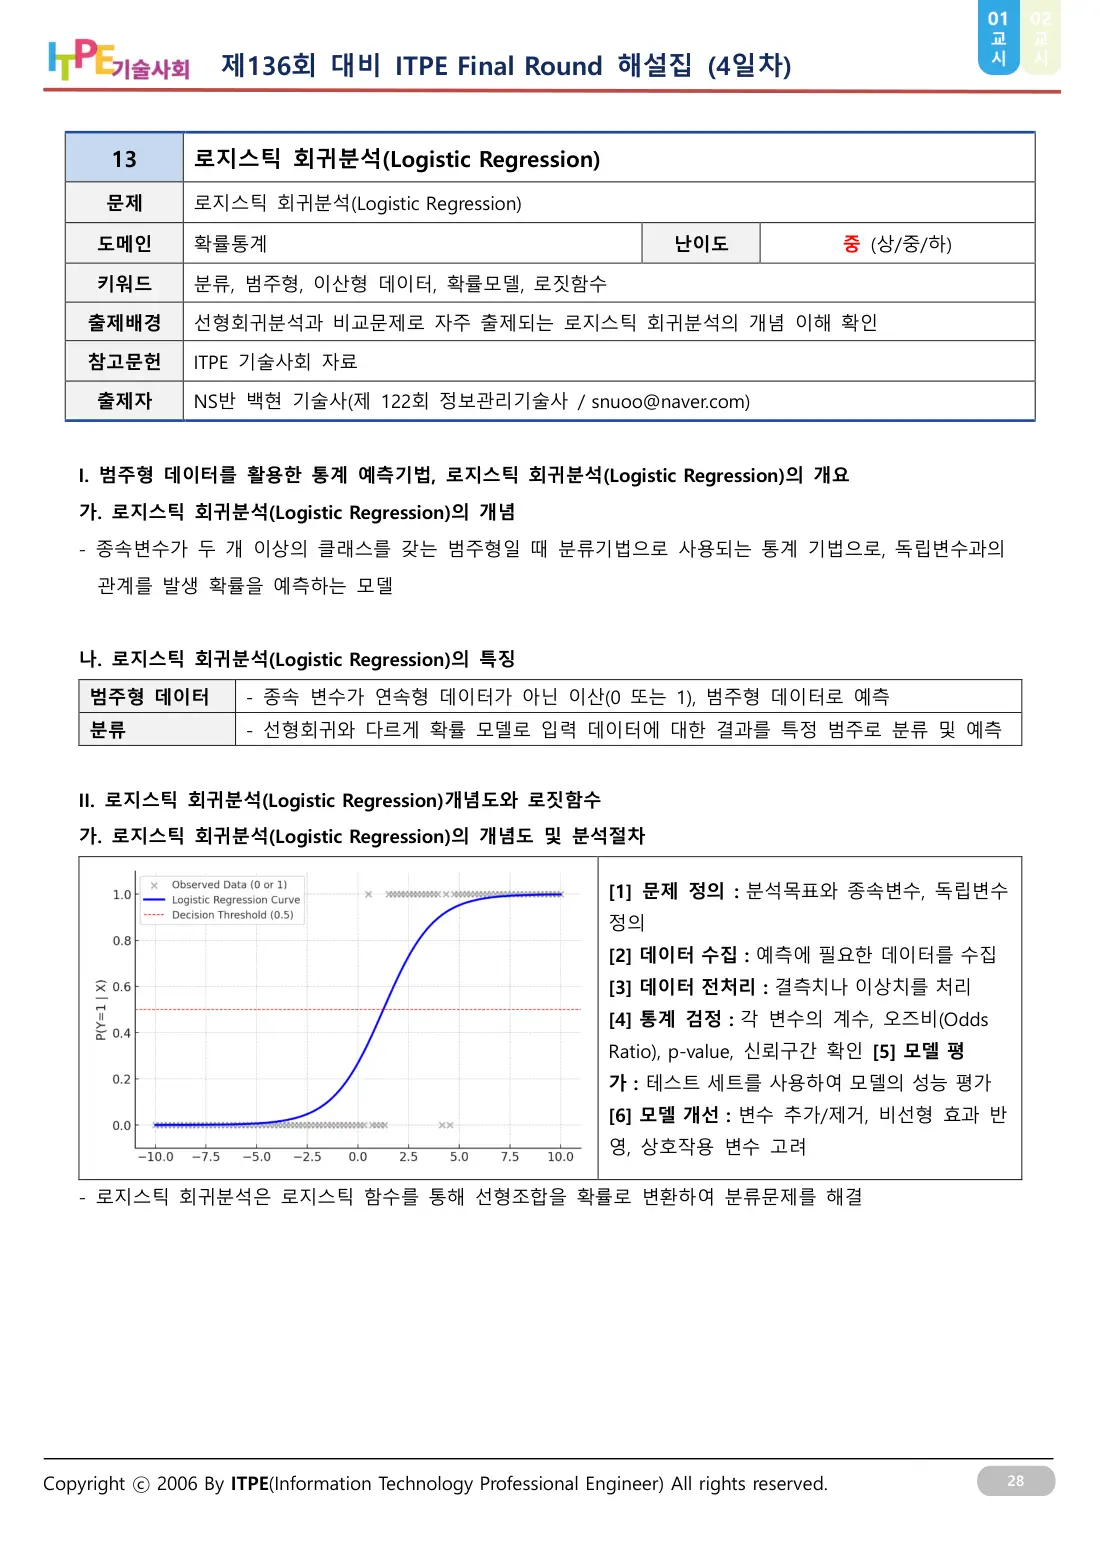 01
교
시
02
교
시
ITPE기술사회 제136회 대비 ITPE Final Round 해설집 (4일차)
13 로지스틱 회귀분석(Logistic Regression)
문제 로지스틱 회귀분석(Logistic Regression)
도메인 확률통계 난이도 중 (상/중/하)
키워드 분류, 범주형, 이산형 데이터, 확률모델, 로짓함수
출제배경 선형회귀분석과 비교문제로 자주 출제되는 로지스틱 회귀분석의 개념 이해 확인
참고문헌 ITPE 기술사회 자료
출제자 NS반 백현 기술사(제 122회 정보관리기술사 / snuoo@naver.com)
I. 범주형 데이터를 활용한 통계 예측기법, 로지스틱 회귀분석(Logistic Regression)의 개요
가. 로지스틱 회귀분석(Logistic Regression)의 개념
- 종속변수가 두 개 이상의 클래스를 갖는 범주형일 때 분류기법으로 사용되는 통계 기법으로, 독립변수과의
관계를 발생 확률을 예측하는 모델
나. 로지스틱 회귀분석(Logistic Regression)의 특징
범주형 데이터 - 종속 변수가 연속형 데이터가 아닌 이산(0 또는 1), 범주형 데이터로 예측
분류 - 선형회귀와 다르게 확률 모델로 입력 데이터에 대한 결과를 특정 범주로 분류 및 예측
II. 로지스틱 회귀분석(Logistic Regression)개념도와 로짓함수
가. 로지스틱 회귀분석(Logistic Regression)의 개념도 및 분석절차
Observed Data (0 or 1)
Logistic Regression Curve
Decision Threshold (0.5)
P(Y=1 | X)
1.0
0.8
0.6
0.4
0.2
0.0
−10.0 −7.5 −5.0 −2.5 0.0 2.5 5.0 7.5 10.0
[1] 문제 정의 : 분석목표와 종속변수, 독립변수
정의
[2] 데이터 수집 : 예측에 필요한 데이터를 수집
[3] 데이터 전처리 : 결측치나 이상치를 처리
[4] 통계 검정 : 각 변수의 계수, 오즈비(Odds
Ratio), p-value, 신뢰구간 확인 [5] 모델 평
가 : 테스트 세트를 사용하여 모델의 성능 평가
[6] 모델 개선 : 변수 추가/제거, 비선형 효과 반
영, 상호작용 변수 고려
- 로지스틱 회귀분석은 로지스틱 함수를 통해 선형조합을 확률로 변환하여 분류문제를 해결
Copyright ⓒ 2006 By ITPE(Information Technology Professional Engineer) All rights reserved.
28